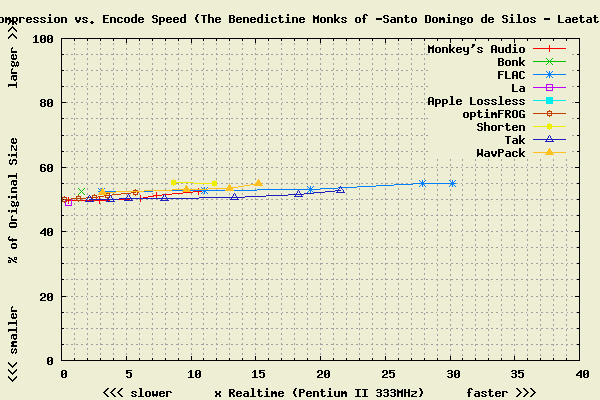 ompression vs. Encode Speed (The Benedictine Monks of -Santo Domingo de Silos - Laetat
% of Original Size
larger >>>
<<< smaller
100
80
60
40
20
0
Monkey's Audio
Bonk
FLAC
La
Apple Lossless
optimFROG
Shorten
Tak
WavPack
0 5 10 15 20 25 30 35 40
<<< slower x Realtime (Pentium II 333MHz) faster >>>